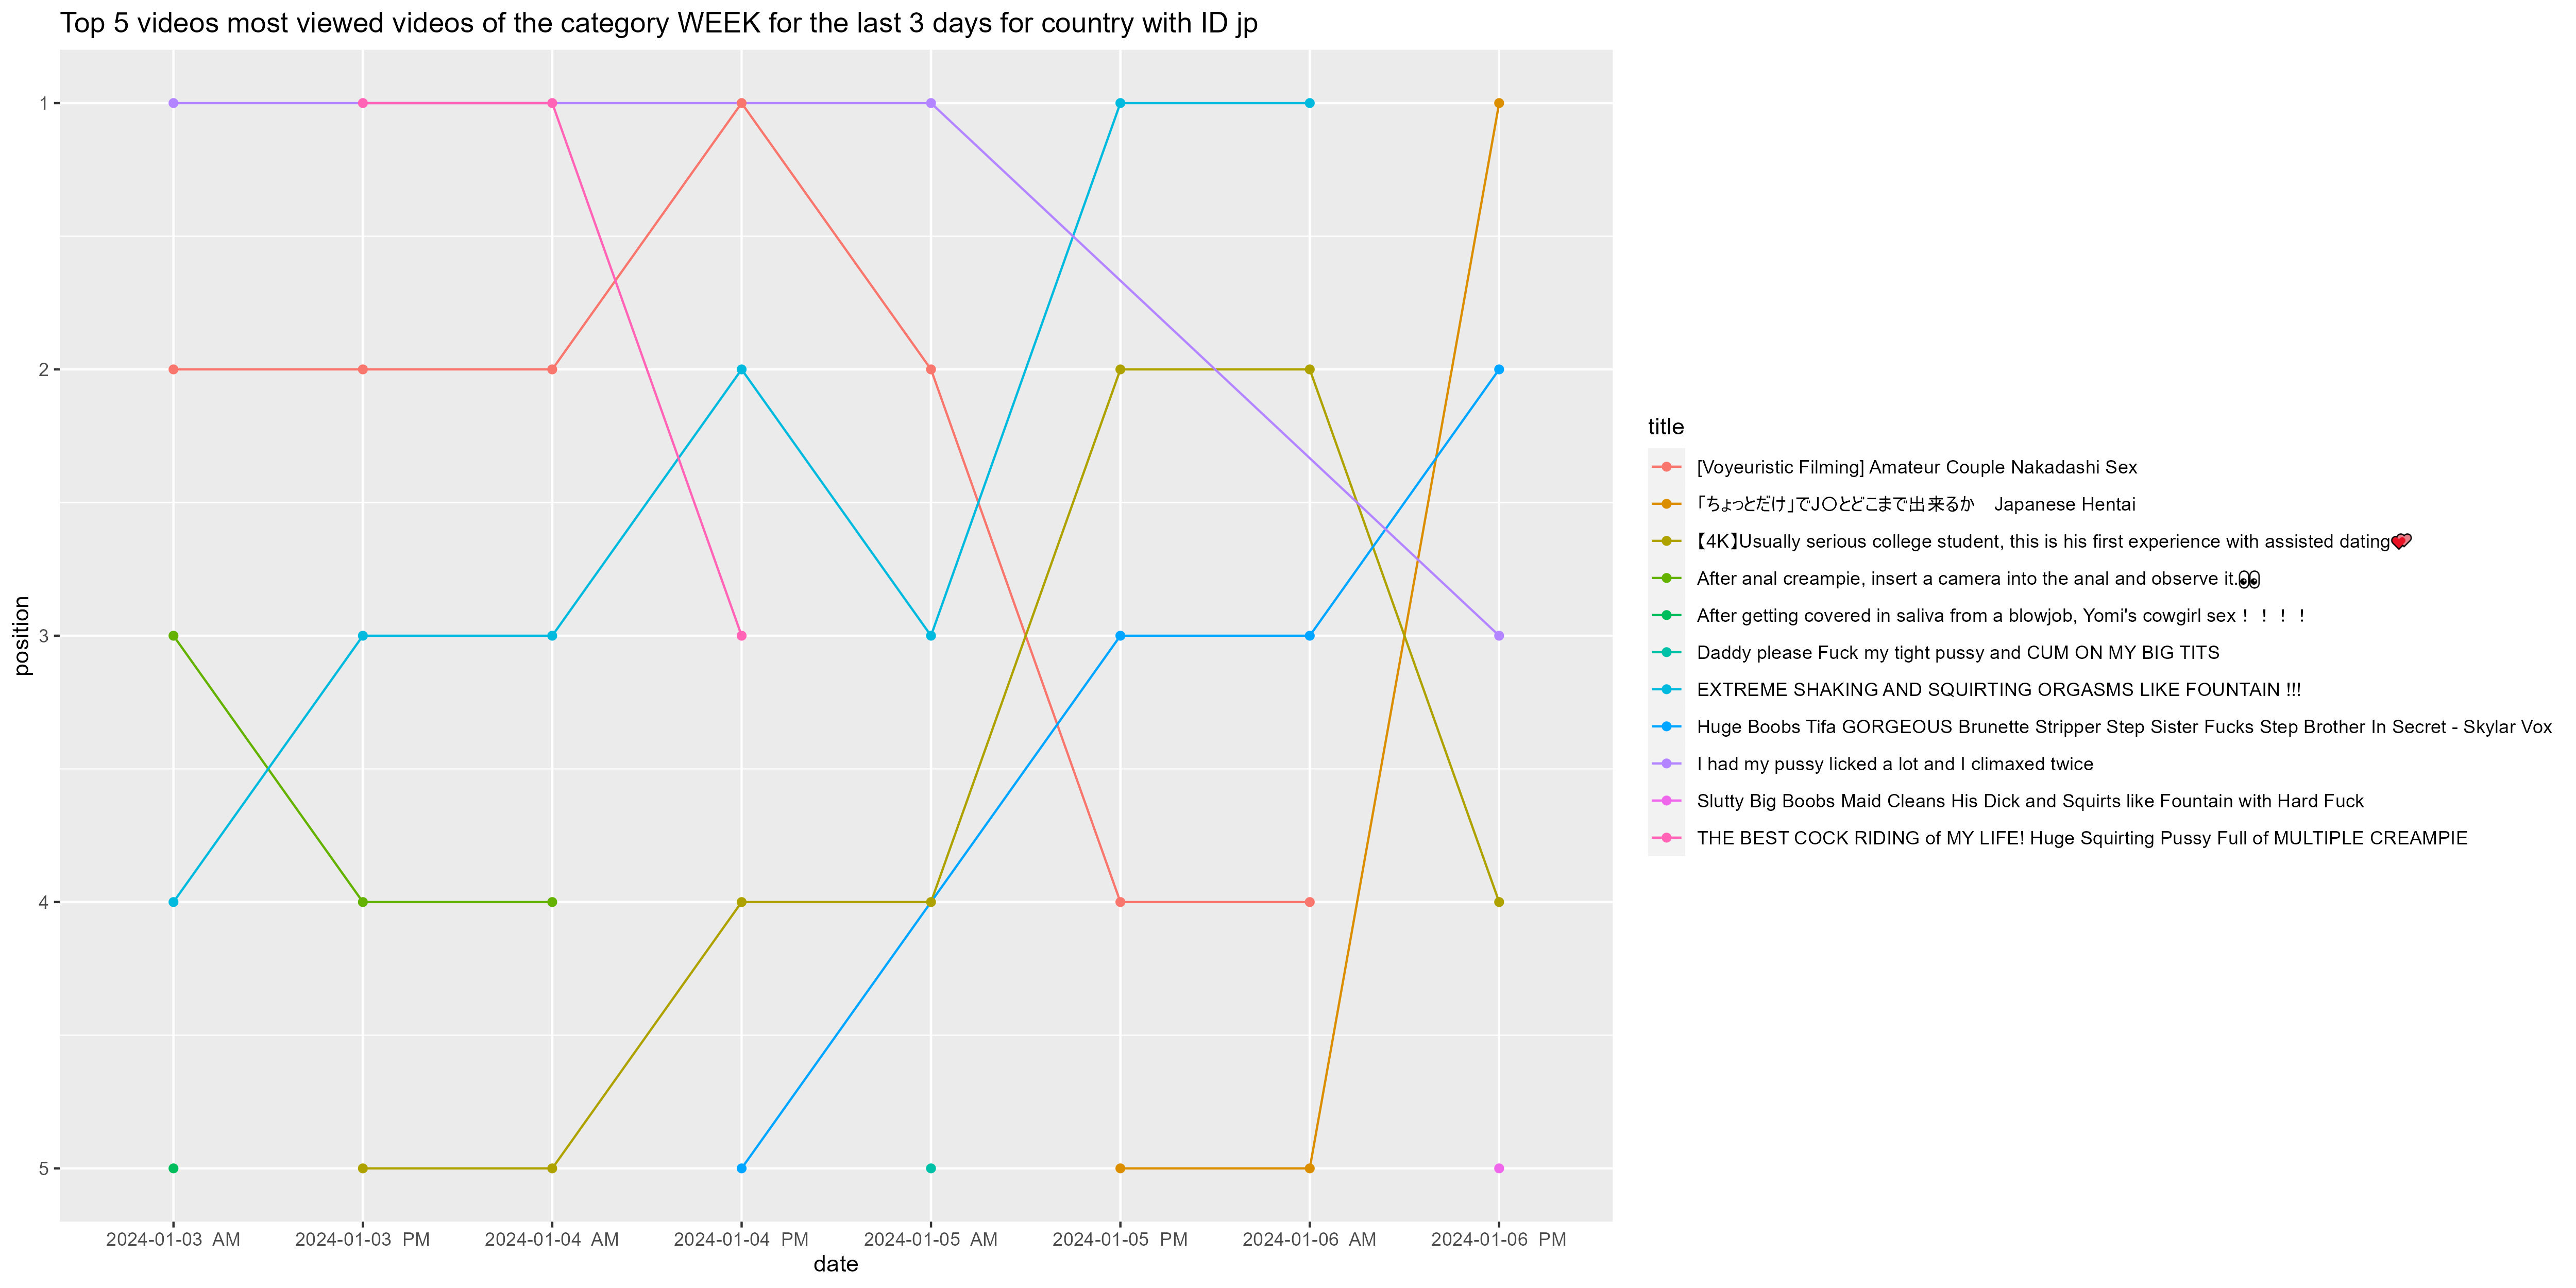 Top 5 videos most viewed videos of the category WEEK for the last 3 days for country with ID jp
position
1
2
3
4
5
2024-01-03 AM
2024-01-03 PM
2024-01-04 AM
2024-01-04 PM
2024-01-05 AM
2024-01-05 PM
2024-01-06 AM
2024-01-06 PM
date
title
[Voyeuristic Filming] Amateur Couple Nakadashi Sex
「ちょっとだけ」でJ〇とどこまで出来るか　Japanese Hentai
【4K】Usually serious college student, this is his first experience with assisted dating💕
After anal creampie, insert a camera into the anal and observe it.👀
After getting covered in saliva from a blowjob, Yomi's cowgirl sex！！！！
Daddy please Fuck my tight pussy and CUM ON MY BIG TITS
EXTREME SHAKING AND SQUIRTING ORGASMS LIKE FOUNTAIN !!!
Huge Boobs Tifa GORGEOUS Brunette Stripper Step Sister Fucks Step Brother In Secret - Skylar Vox
I had my pussy licked a lot and I climaxed twice
Slutty Big Boobs Maid Cleans His Dick and Squirts like Fountain with Hard Fuck
THE BEST COCK RIDING of MY LIFE! Huge Squirting Pussy Full of MULTIPLE CREAMPIE